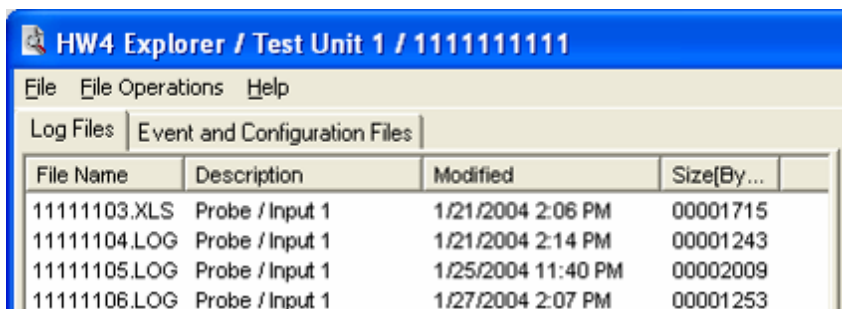 HW4 Explorer / Test Unit 1 / 1111111111
File File Operations Help
Log Files Event and Configuration Files
File Name Description Modified Size[By...
11111103.XLS Probe / Input 1 1/21/2004 2:06 PM 00001715
11111104.LOG Probe / Input 1 1/21/2004 2:14 PM 00001243
11111105.LOG Probe / Input 1 1/25/2004 11:40 PM 00002009
11111106.LOG Probe / Input 1 1/27/2004 2:07 PM 00001253